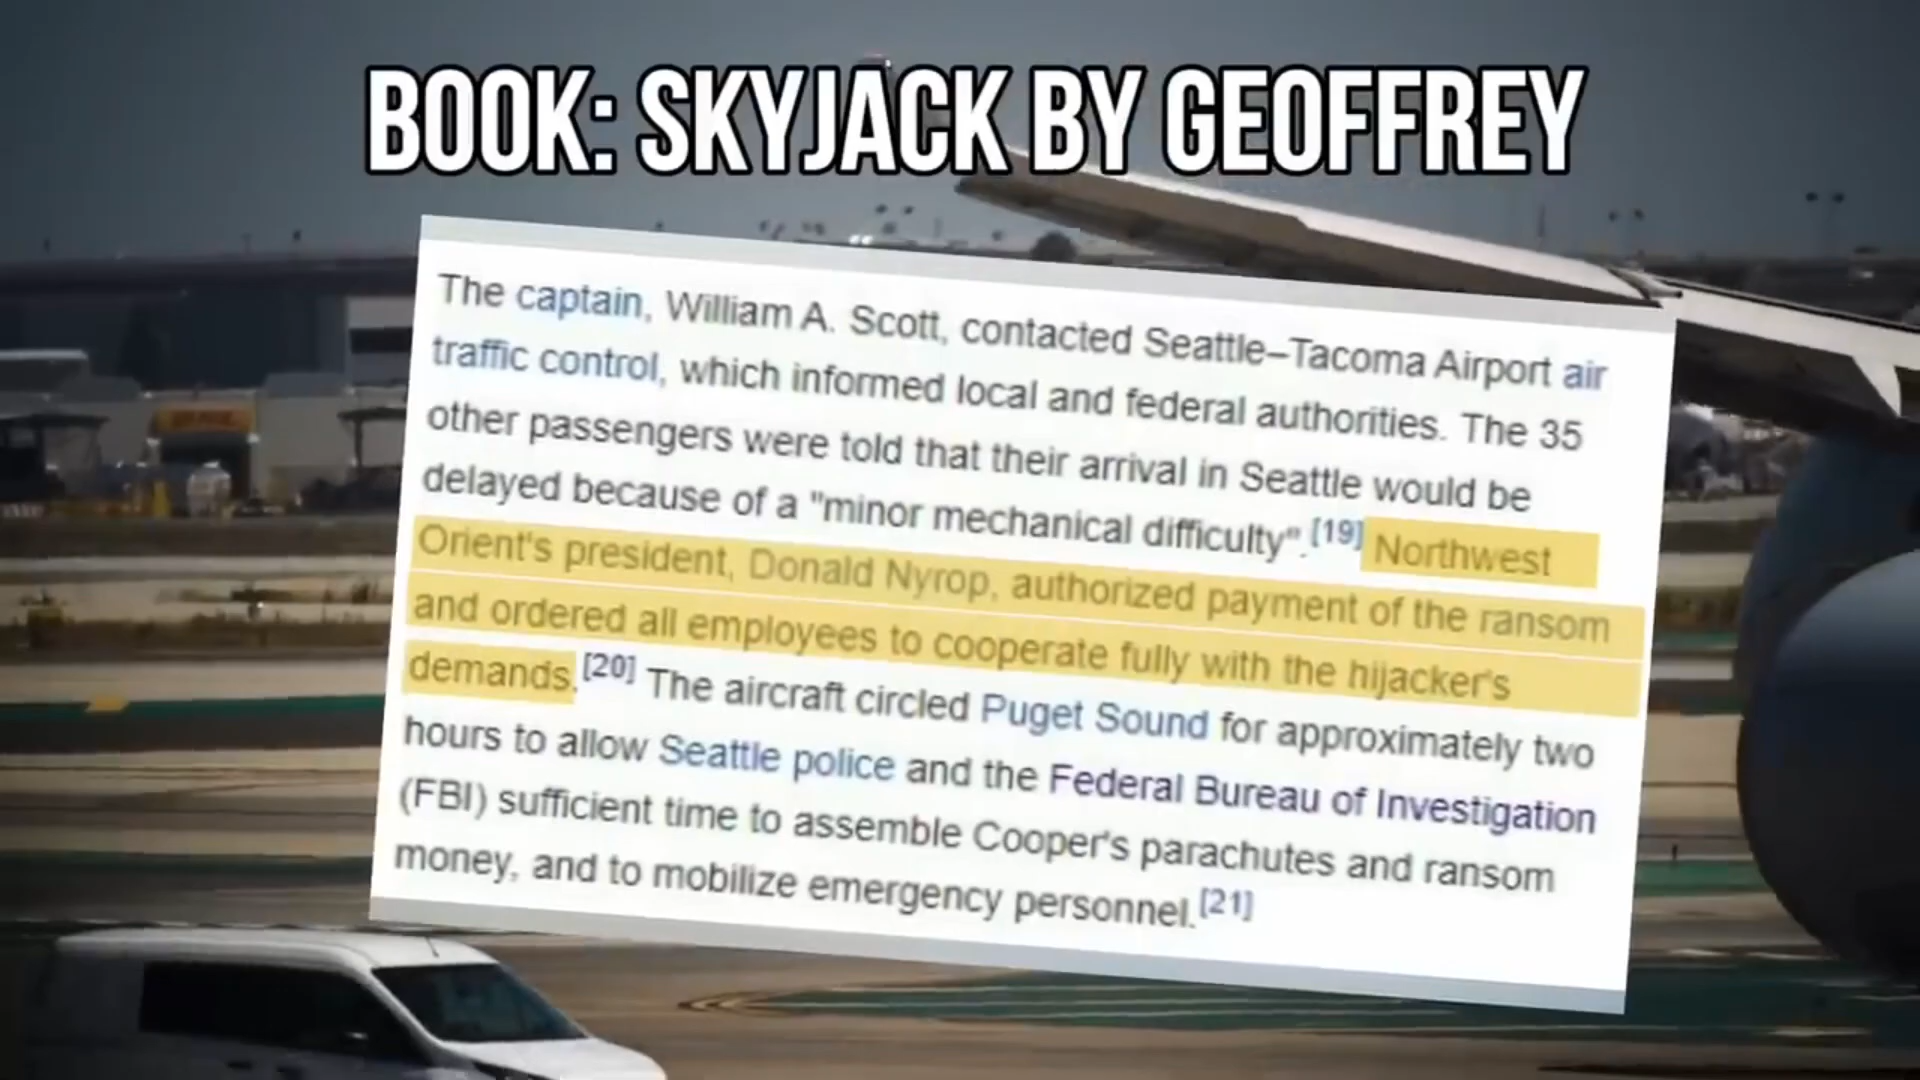 BOOK: SKYJACK BY GEOFFREY
The captain, William A. Scott, contacted Seattle–Tacoma Airport air
traffic control, which informed local and federal authorities. The 35
other passengers were told that their arrival in Seattle would be
delayed because of a "minor mechanical difficulty".[19] Northwest
Orient's president, Donald Nyrop, authorized payment of the ransom
and ordered all employees to cooperate fully with the hijacker's
demands.[20] The aircraft circled Puget Sound for approximately two
hours to allow Seattle police and the Federal Bureau of Investigation
(FBI) sufficient time to assemble Cooper's parachutes and ransom
money, and to mobilize emergency personnel.[21]